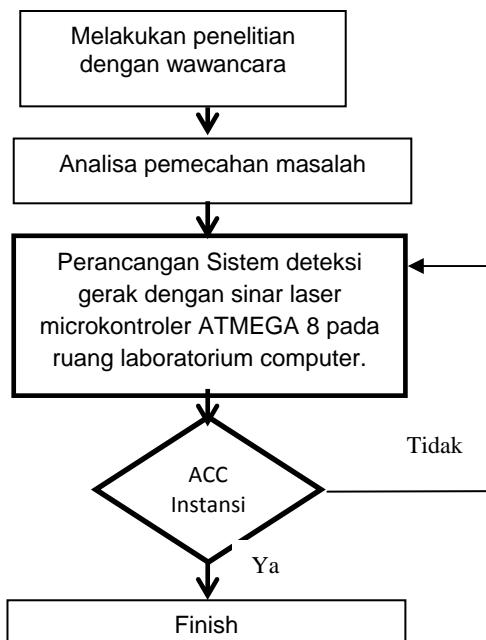 Melakukan penelitian
dengan wawancara
Analisa pemecahan masalah
Perancangan Sistem deteksi
gerak dengan sinar laser
microkontroler ATMEGA 8 pada
ruang laboratorium computer.
ACC
Instansi
Tidak
Ya
Finish